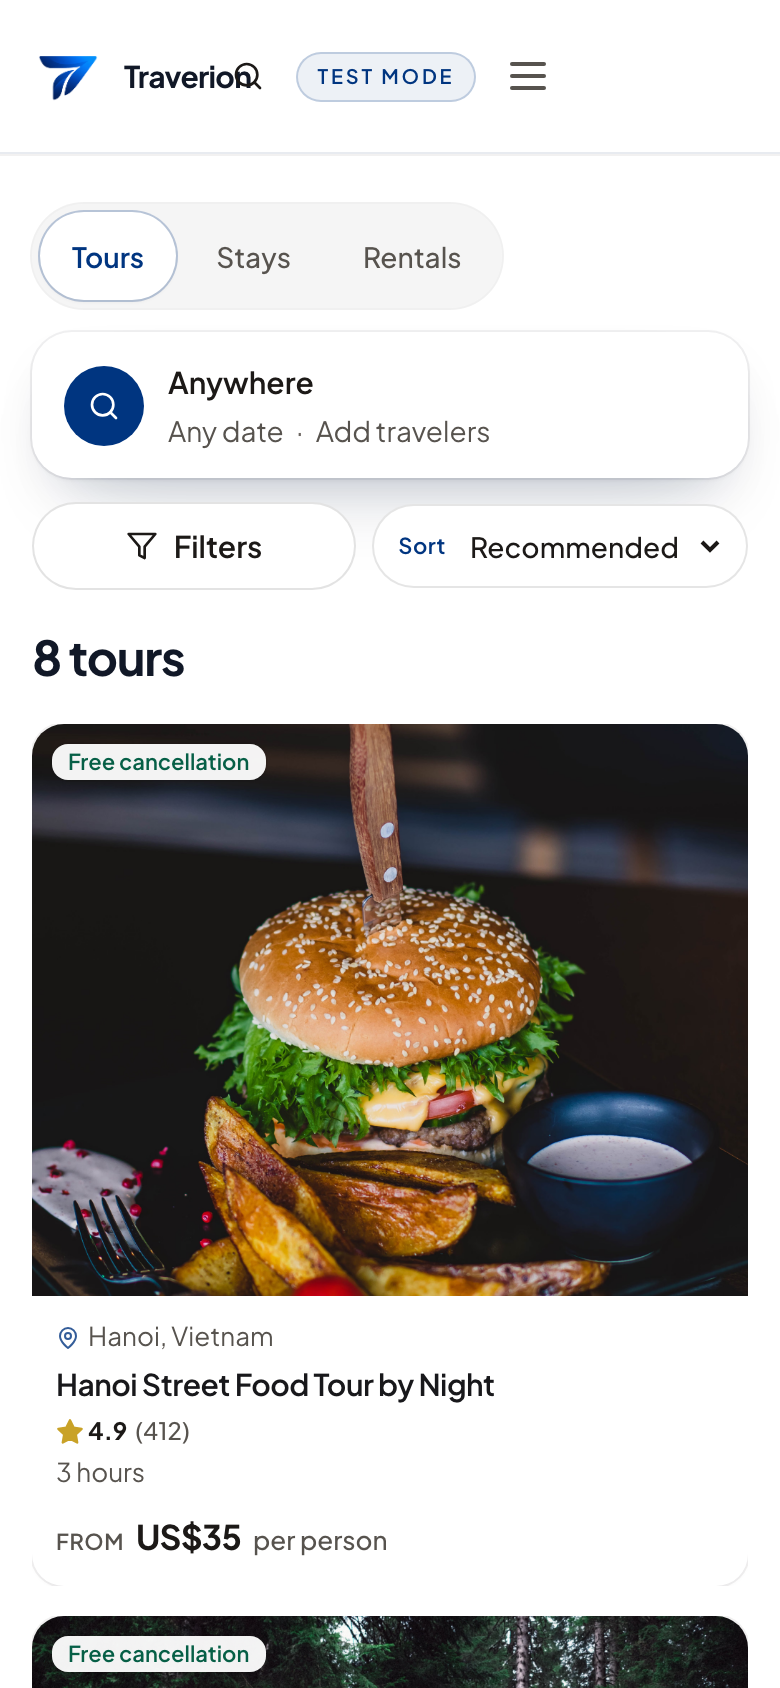 Traverion
TEST MODE
Tours
Stays
Rentals
Anywhere
Any date · Add travelers
Filters
Sort Recommended
8 tours
Free cancellation
Hanoi, Vietnam
Hanoi Street Food Tour by Night
4.9 (412)
3 hours
FROM US$35 per person
Free cancellation